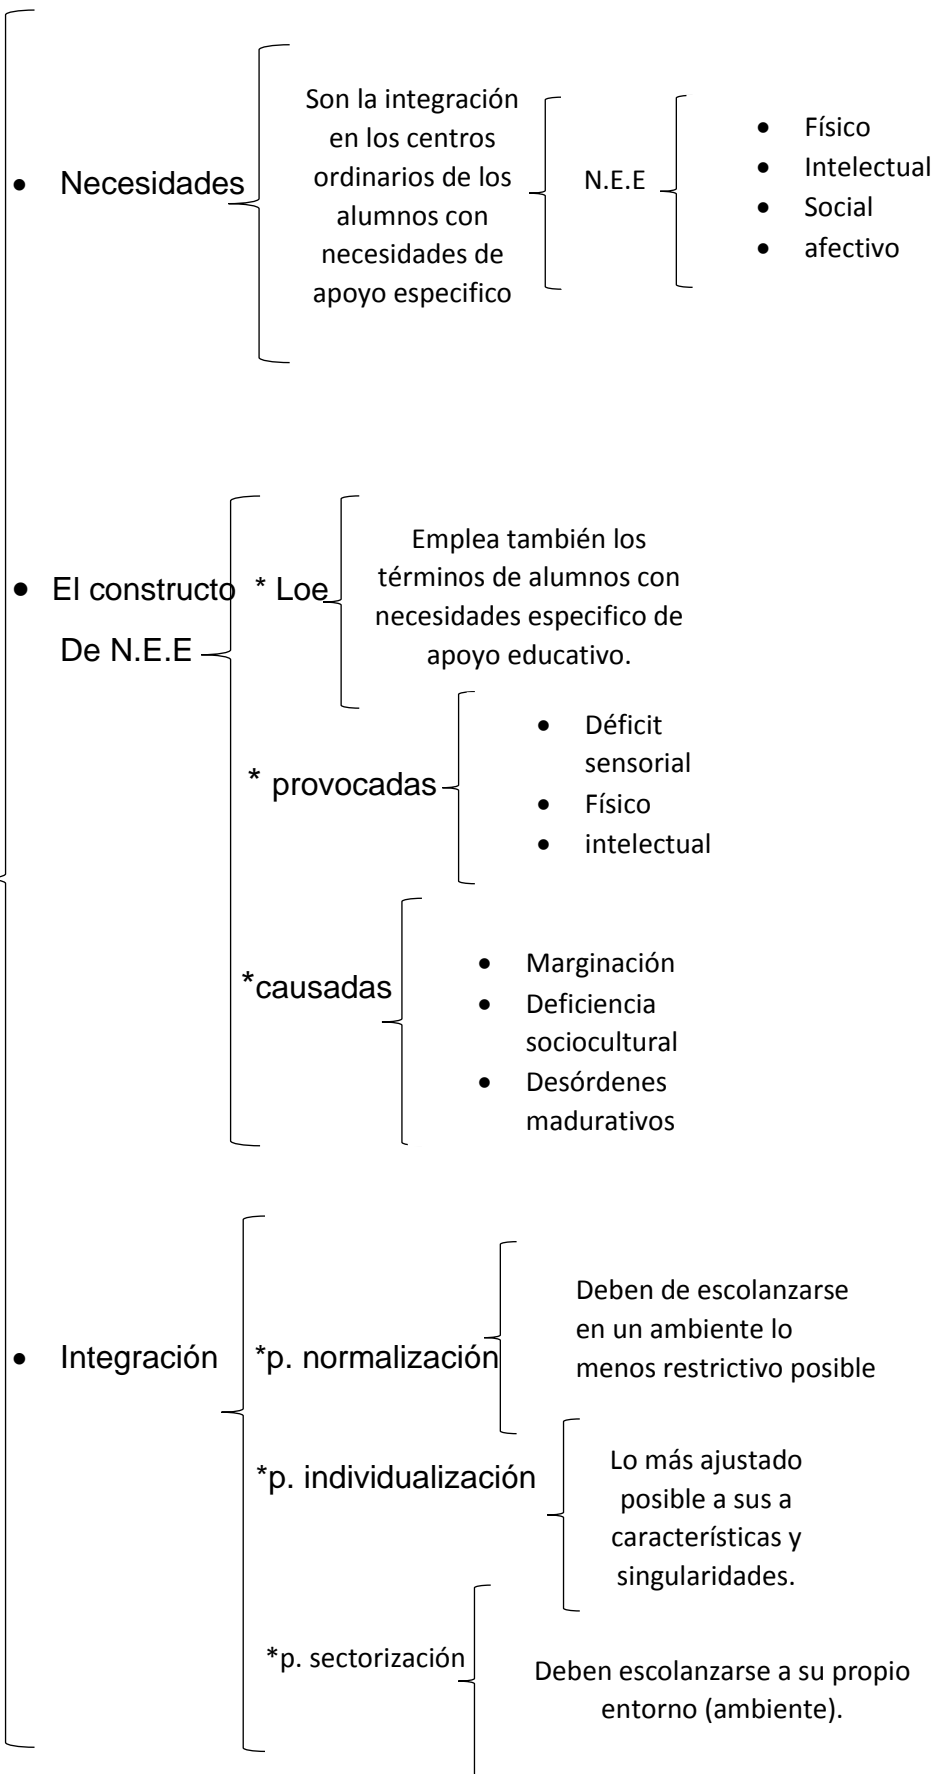 • Necesidades
Son la integración
en los centros
ordinarios de los
alumnos con
necesidades de
apoyo especifico
N.E.E
• Físico
• Intelectual
• Social
• afectivo
• El constructo
De N.E.E
* Loe
Emplea también los
términos de alumnos con
necesidades especifico de
apoyo educativo.
* provocadas
• Déficit
sensorial
• Físico
• intelectual
*causadas
• Marginación
• Deficiencia
sociocultural
• Desórdenes
madurativos
• Integración
*p. normalización
Deben de escolanzarse
en un ambiente lo
menos restrictivo posible
*p. individualización
Lo más ajustado
posible a sus a
características y
singularidades.
*p. sectorización
Deben escolanzarse a su propio
entorno (ambiente).